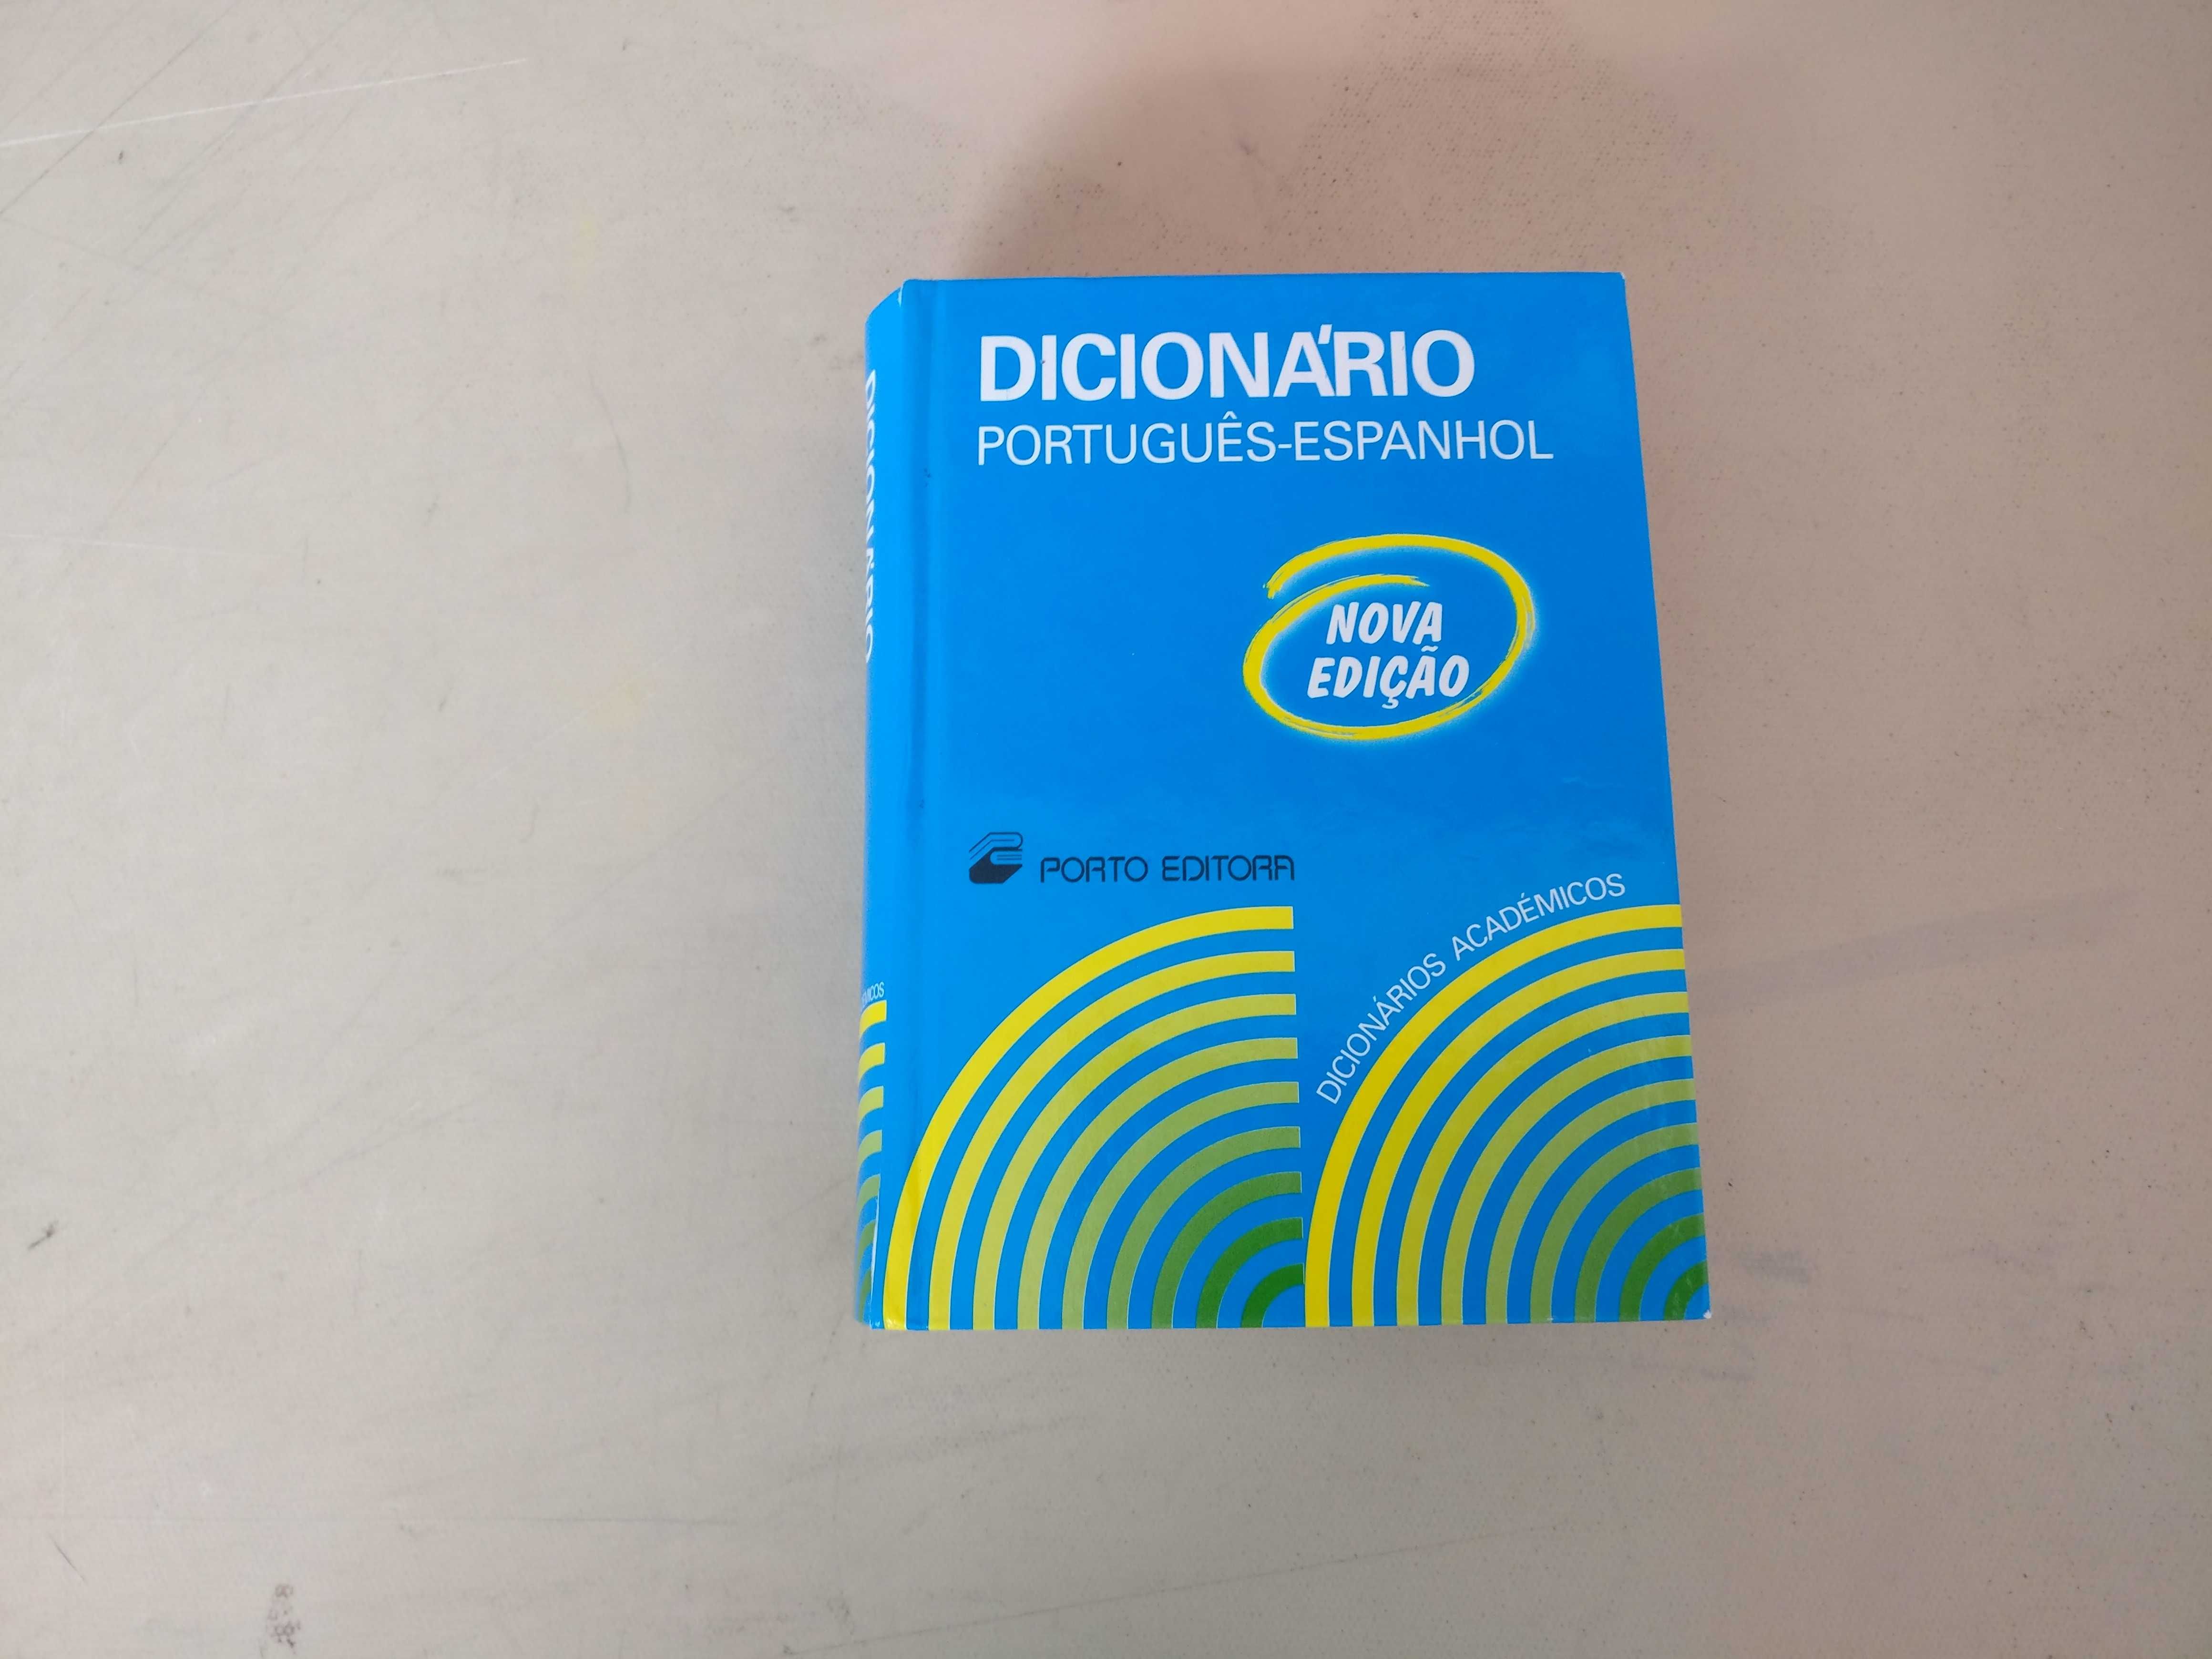 DICIONÁRIO
PORTUGUÊS-ESPANHOL
NOVA
EDIÇÃO
PORTO EDITORA
DICIONÁRIOS ACADÉMICOS
DICIONÁRIO